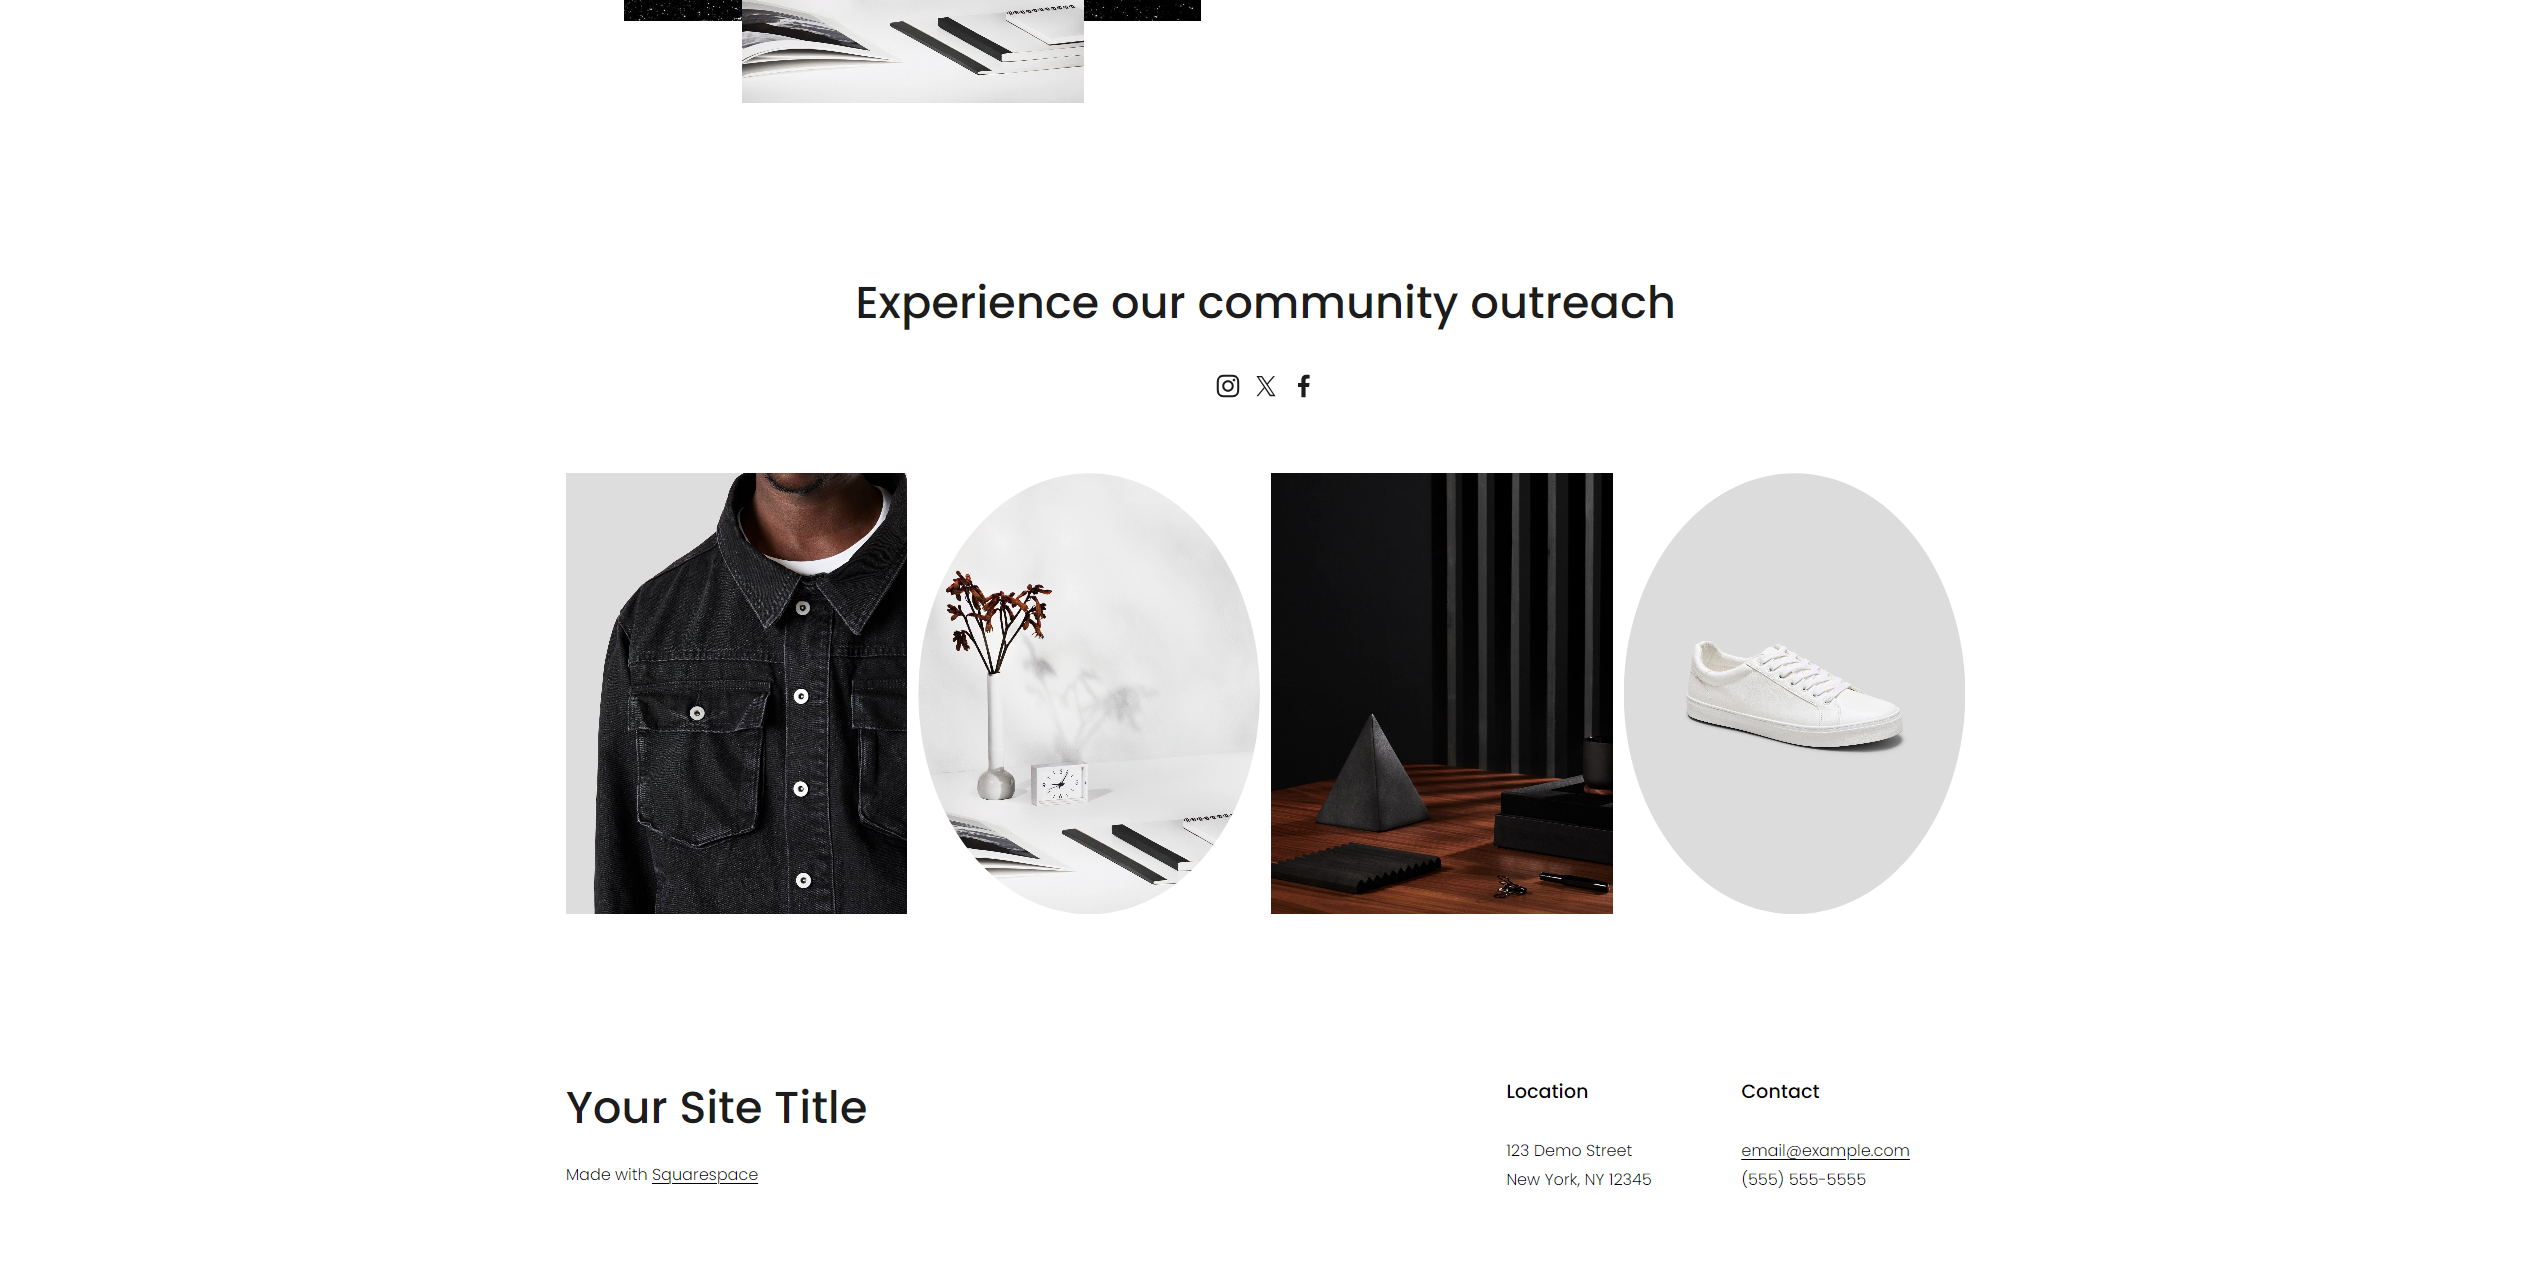 Experience our community outreach
Your Site Title
Made with Squarespace
Location
123 Demo Street
New York, NY 12345
Contact
email@example.com
(555) 555-5555